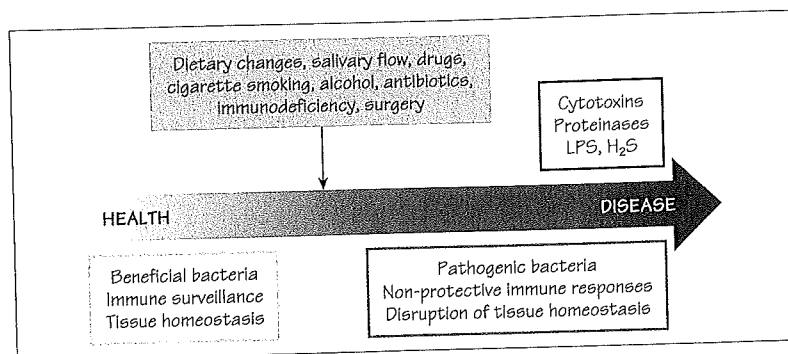 Dietary changes, salivary flow, drugs,
cigarette smoking, alcohol, antibiotics,
immunodeficiency, surgery
Cytotoxins
Proteinases
LPS, H₂S
HEALTH
DISEASE
Beneficial bacteria
Immune surveillance
Tissue homeostasis
Pathogenic bacteria
Non-protective immune responses
Disruption of tissue homeostasis